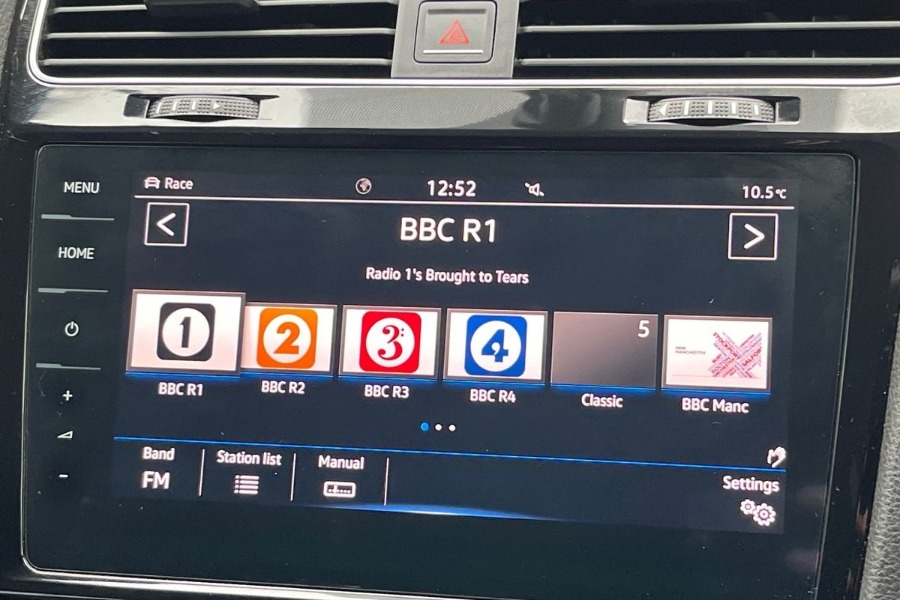 MENU
HOME
+
-
Race
12:52
10.5°C
<
BBC R1
>
Radio 1's Brought to Tears
1
2
3
4
5
MANCHESTER
BBC R1
BBC R2
BBC R3
BBC R4
Classic
BBC Manc
Band
FM
Station list
Manual
Settings